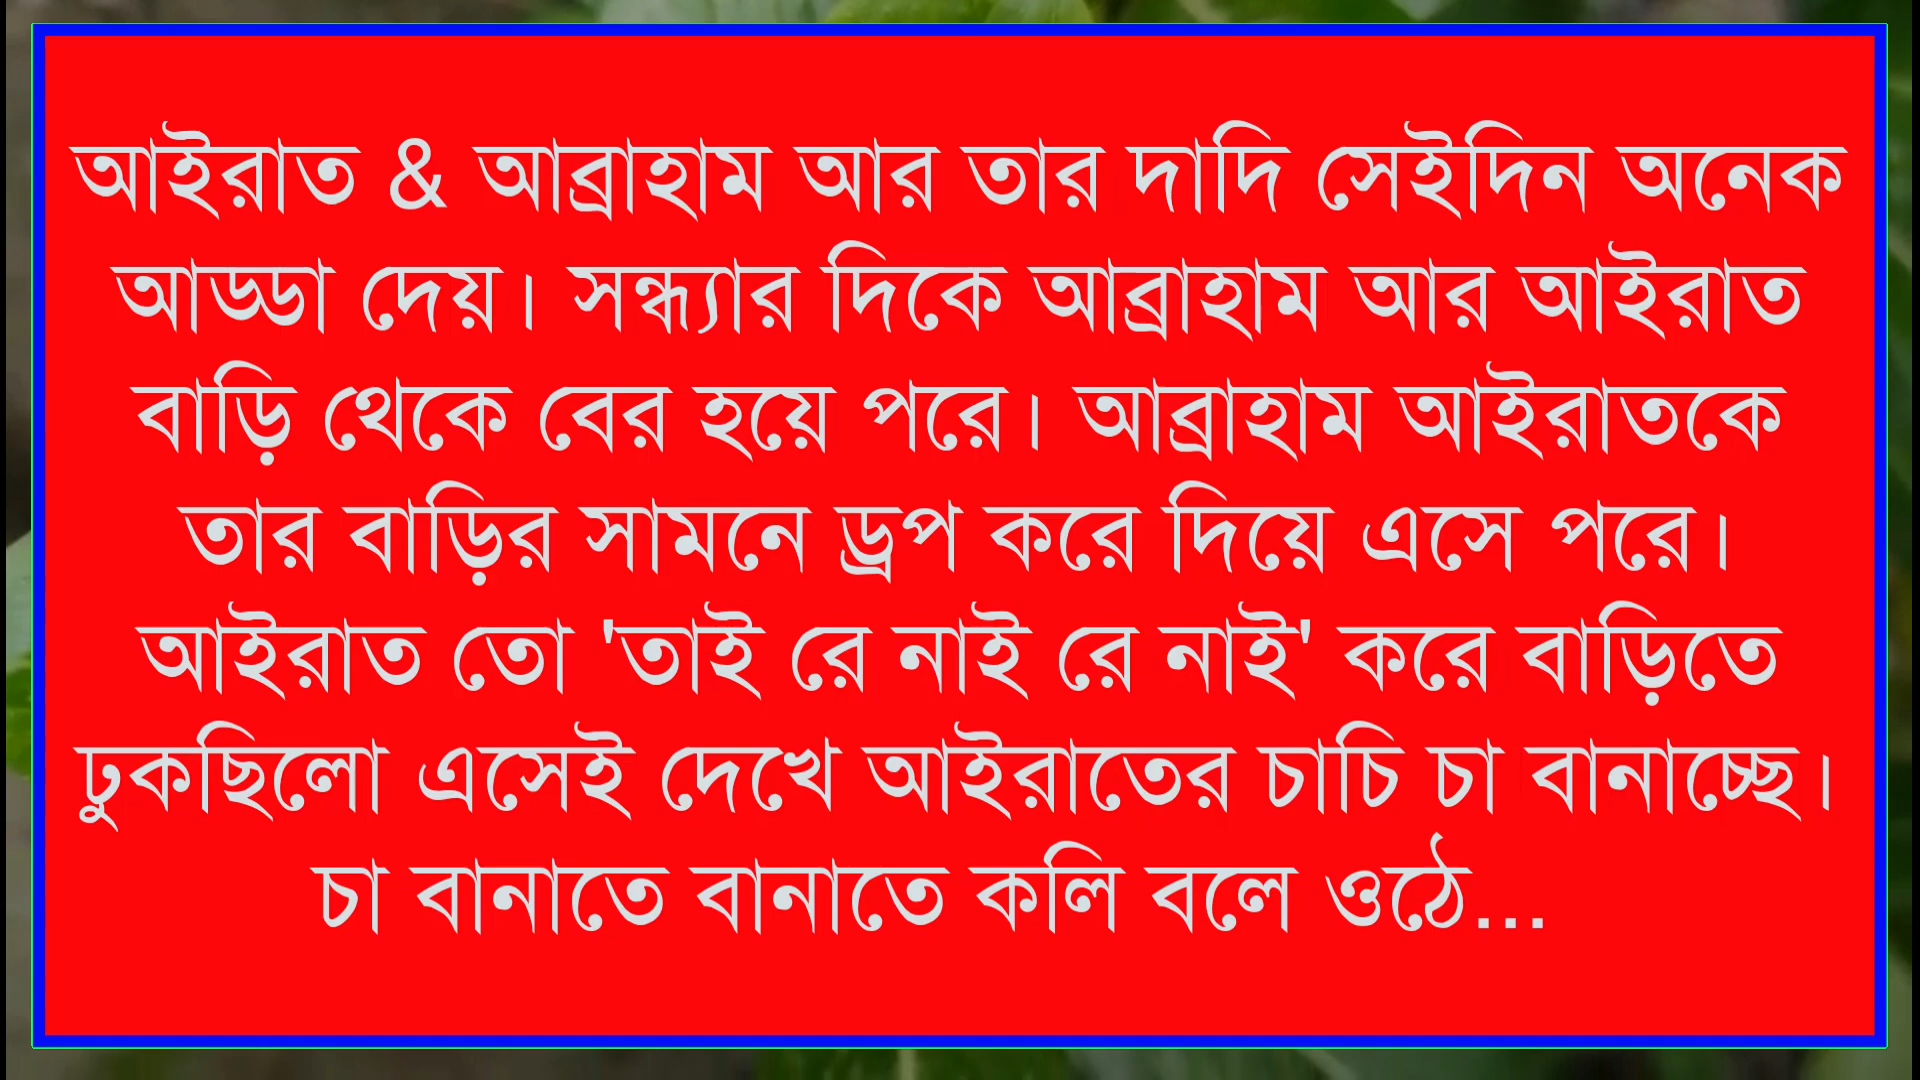 আইরাত & আব্রাহাম আর তার দাদি সেইদিন অনেক
আড্ডা দেয়। সন্ধ্যার দিকে আব্রাহাম আর আইরাত
বাড়ি থেকে বের হয়ে পরে। আব্রাহাম আইরাতকে
তার বাড়ির সামনে ড্রপ করে দিয়ে এসে পরে।
আইরাত তো 'তাই রে নাই রে নাই' করে বাড়িতে
ঢুকছিলো এসেই দেখে আইরাতের চাচি চা বানাচ্ছে।
চা বানাতে বানাতে কলি বলে ওঠে...